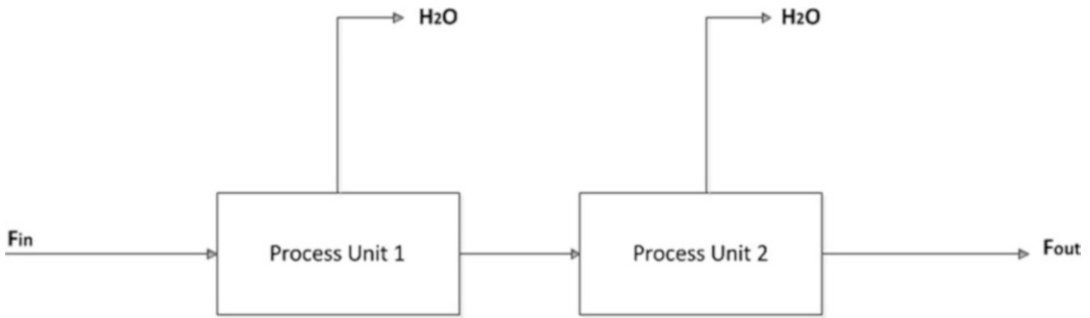 H2O
H2O
Fin
Process Unit 1
Process Unit 2
Fout